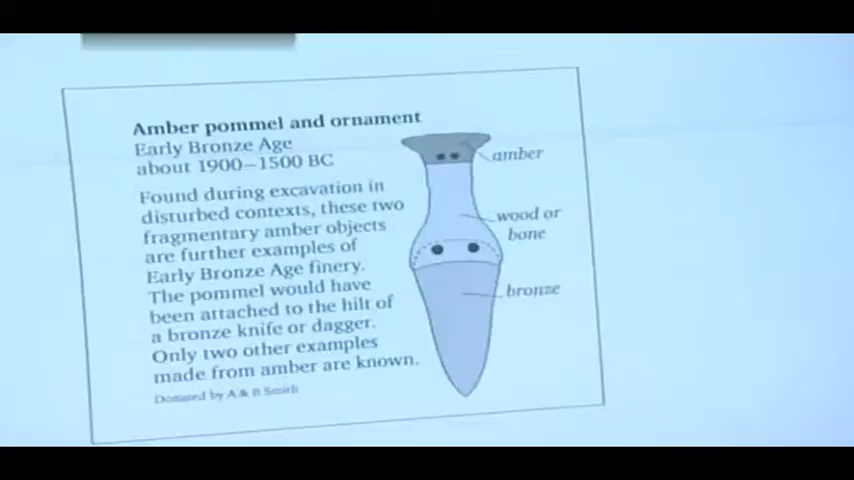 Amber pommel and ornament
Early Bronze Age
about 1900–1500 BC
Found during excavation in
disturbed contexts, these two
fragmentary amber objects
are further examples of
Early Bronze Age finery.
The pommel would have
been attached to the hilt of
a bronze knife or dagger.
Only two other examples
made from amber are known.
Donated by A & B Smith
amber
wood or
bone
bronze